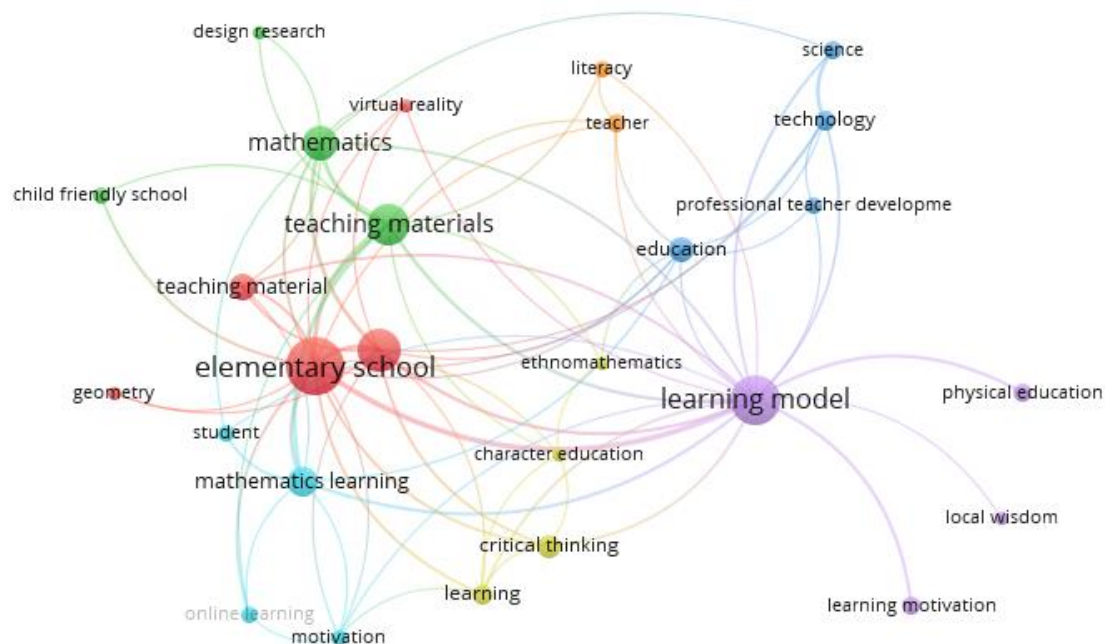 design research
science
literacy
virtual reality
technology
teacher
mathematics
child friendly school
professional teacher developme
teaching materials
education
teaching material
elementary school
ethnomathematics
geometry
learning model
physical education
student
character education
mathematics learning
local wisdom
critical thinking
learning
learning motivation
online learning
motivation